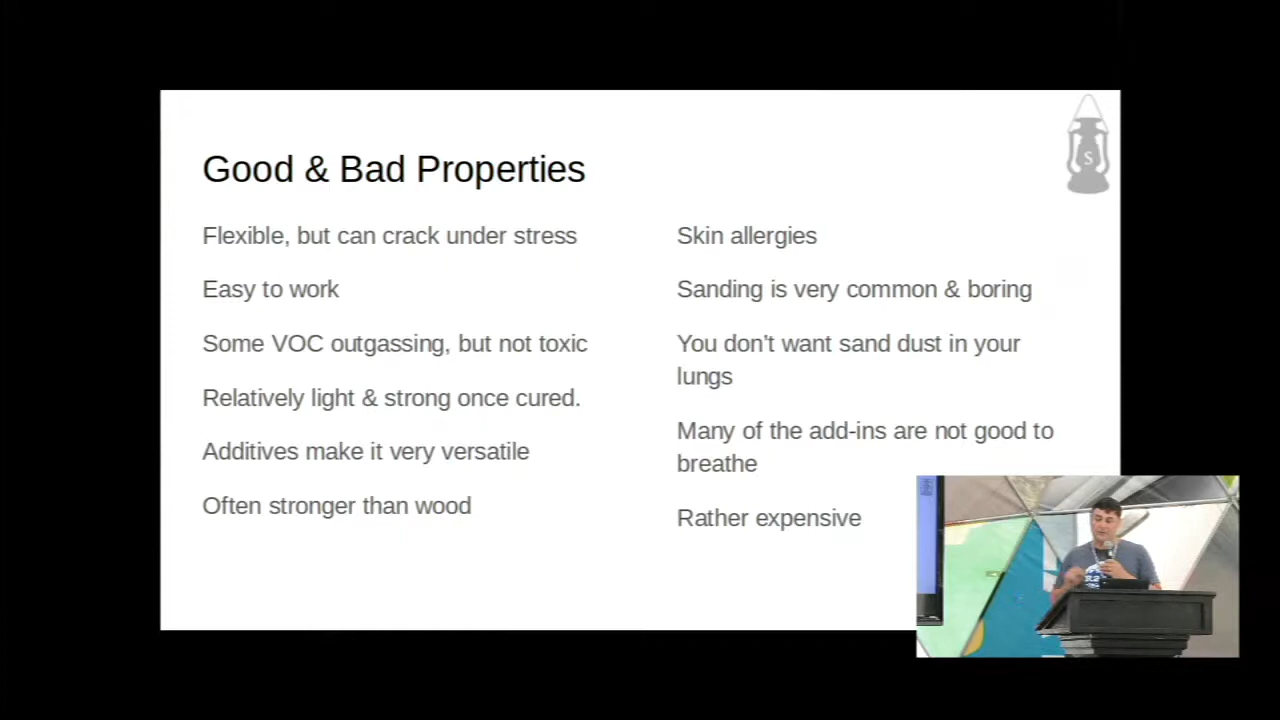 Good & Bad Properties
Flexible, but can crack under stress
Easy to work
Some VOC outgassing, but not toxic
Relatively light & strong once cured.
Additives make it very versatile
Often stronger than wood
Skin allergies
Sanding is very common & boring
You don't want sand dust in your
lungs
Many of the add-ins are not good to
breathe
Rather expensive
S